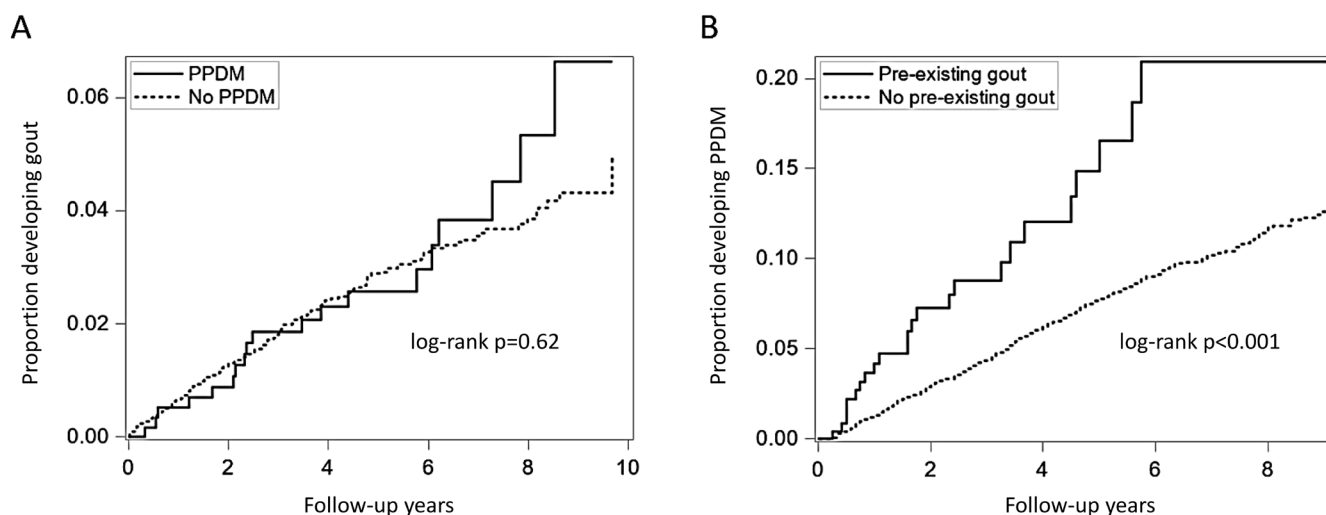 A
PPDM
No PPDM
Proportion developing gout
0.06
0.04
0.02
0.00
log-rank p=0.62
0 2 4 6 8 10
Follow-up years
B
Pre-existing gout
No pre-existing gout
Proportion developing PPDM
0.20
0.15
0.10
0.05
0.00
log-rank p<0.001
0 2 4 6 8
Follow-up years